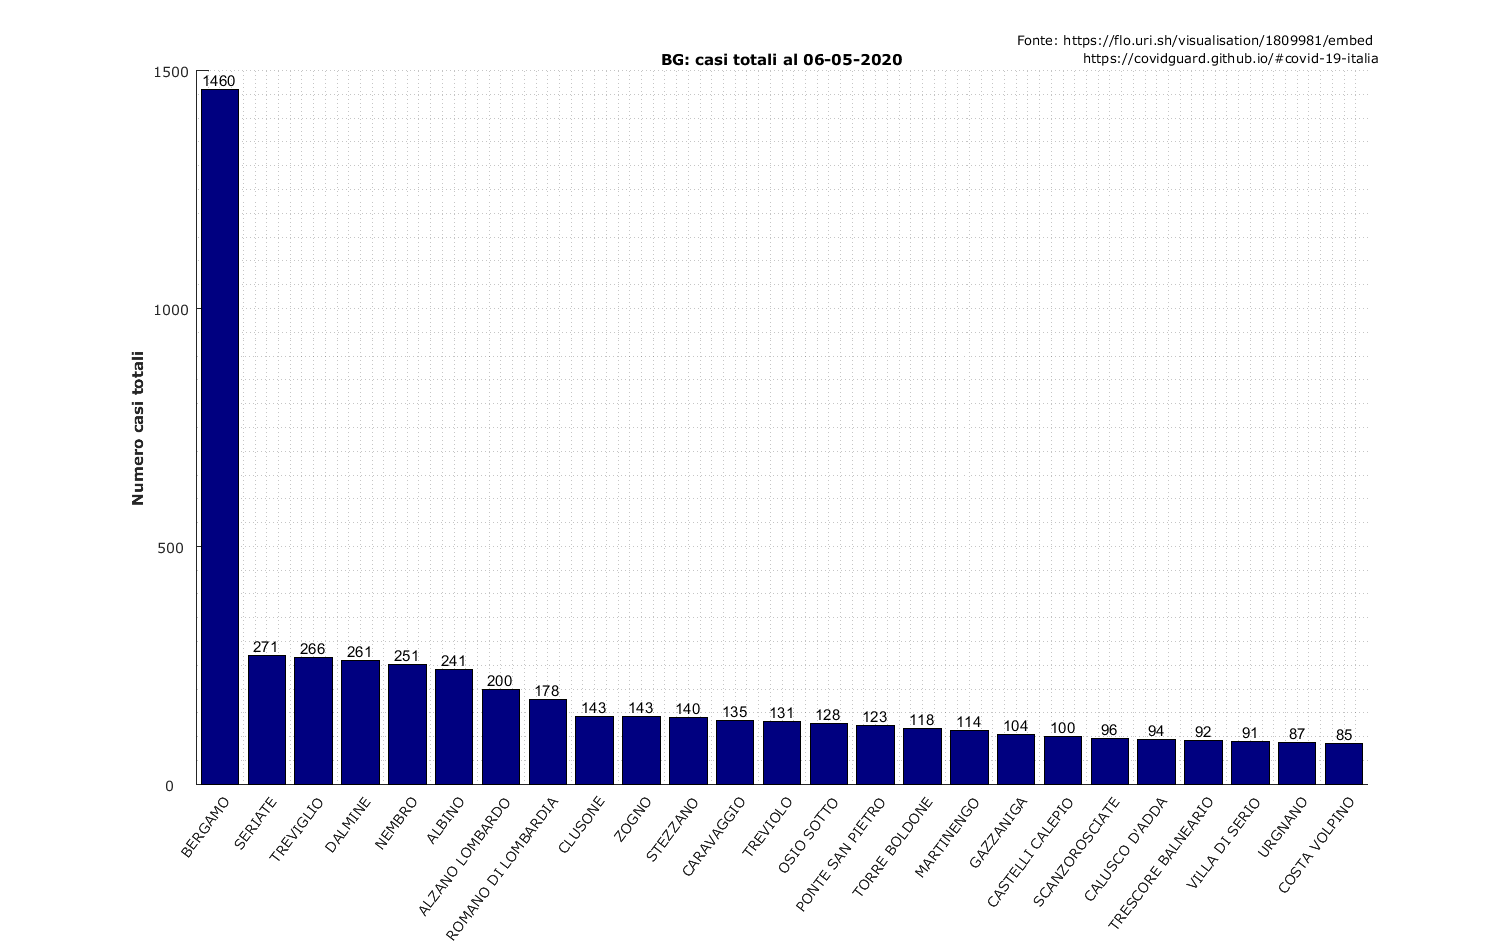 Fonte: https://flo.uri.sh/visualisation/1809981/embed
https://covidguard.github.io/#covid-19-italia
BG: casi totali al 06-05-2020
Numero casi totali
1500
1000
500
0
1460
271
266
261
251
241
200
178
143
143
140
135
131
128
123
118
114
104
100
96
94
92
91
87
85
BERGAMO
SERIATE
TREVIGLIO
DALMINE
NEMBRO
ALBINO
ALZANO LOMBARDO
ROMANO DI LOMBARDIA
CLUSONE
ZOGNO
STEZZANO
CARAVAGGIO
TREVIOLO
OSIO SOTTO
PONTE SAN PIETRO
TORRE BOLDONE
MARTINENGO
GAZZANIGA
CASTELLI CALEPIO
SCANZOROSCIATE
CALUSCO D'ADDA
TRESCORE BALNEARIO
VILLA DI SERIO
URGNANO
COSTA VOLPINO